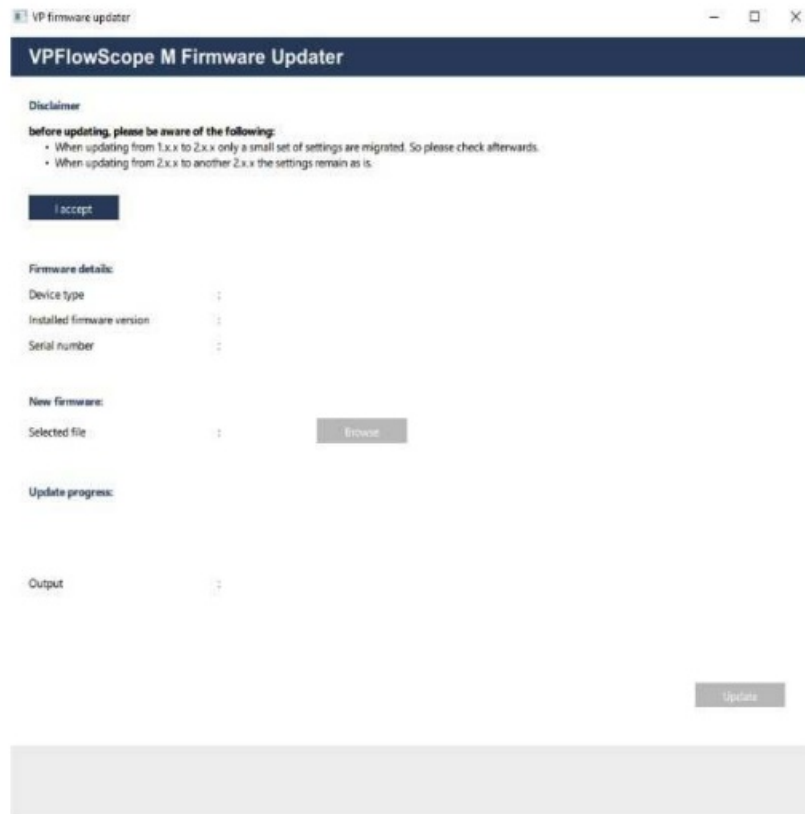 VP firmware updater
VPFlowScope M Firmware Updater
Disclaimer
before updating, please be aware of the following:
• When updating from 1.x.x to 2.x.x only a small set of settings are migrated. So please check afterwards.
• When updating from 2.x.x to another 2.x.x the settings remain as is.
I accept
Firmware details:
Device type :
Installed firmware version :
Serial number :
New firmware:
Selected file : Browse
Update progress:
Output :
Update